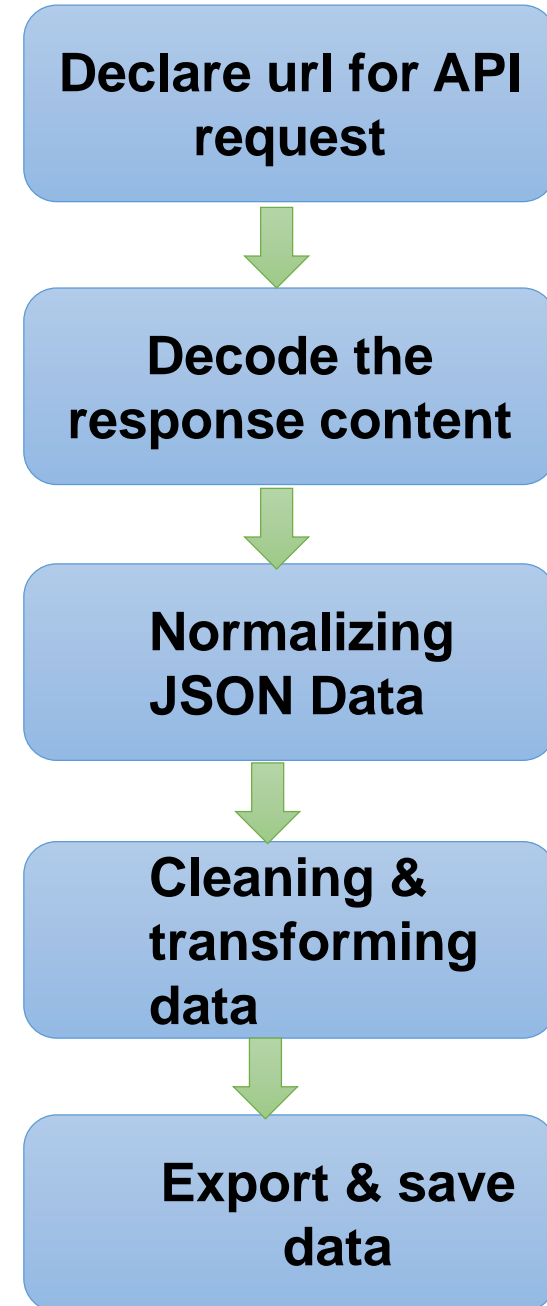 Declare url for API
request
Decode the
response content
Normalizing
JSON Data
Cleaning &
transforming
data
Export & save
data